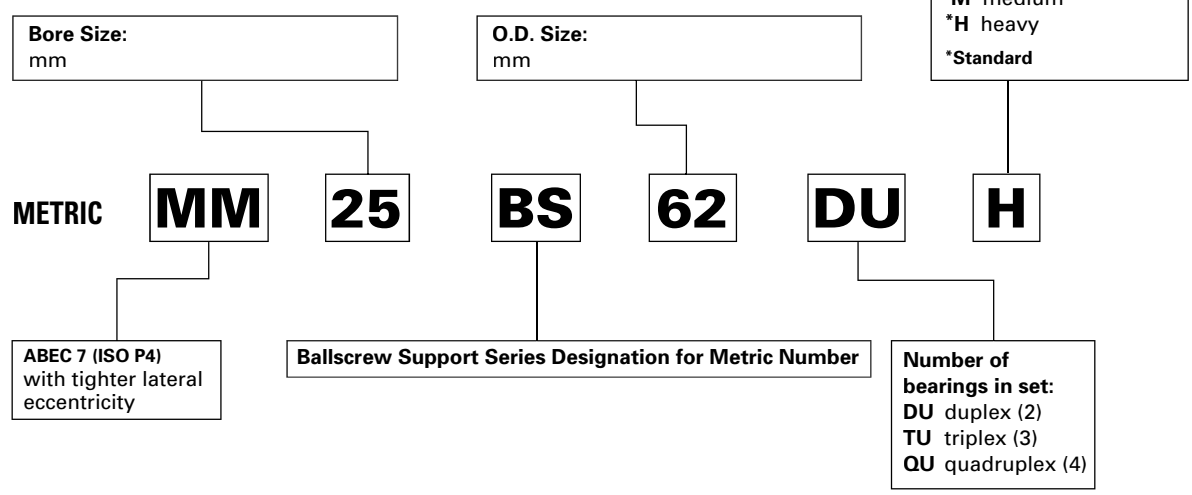 M medium
*H heavy
*Standard
Bore Size:
mm
O.D. Size:
mm
METRIC MM 25 BS 62 DU H
ABEC 7 (ISO P4)
with tighter lateral
eccentricity
Ballscrew Support Series Designation for Metric Number
Number of
bearings in set:
DU duplex (2)
TU triplex (3)
QU quadruplex (4)